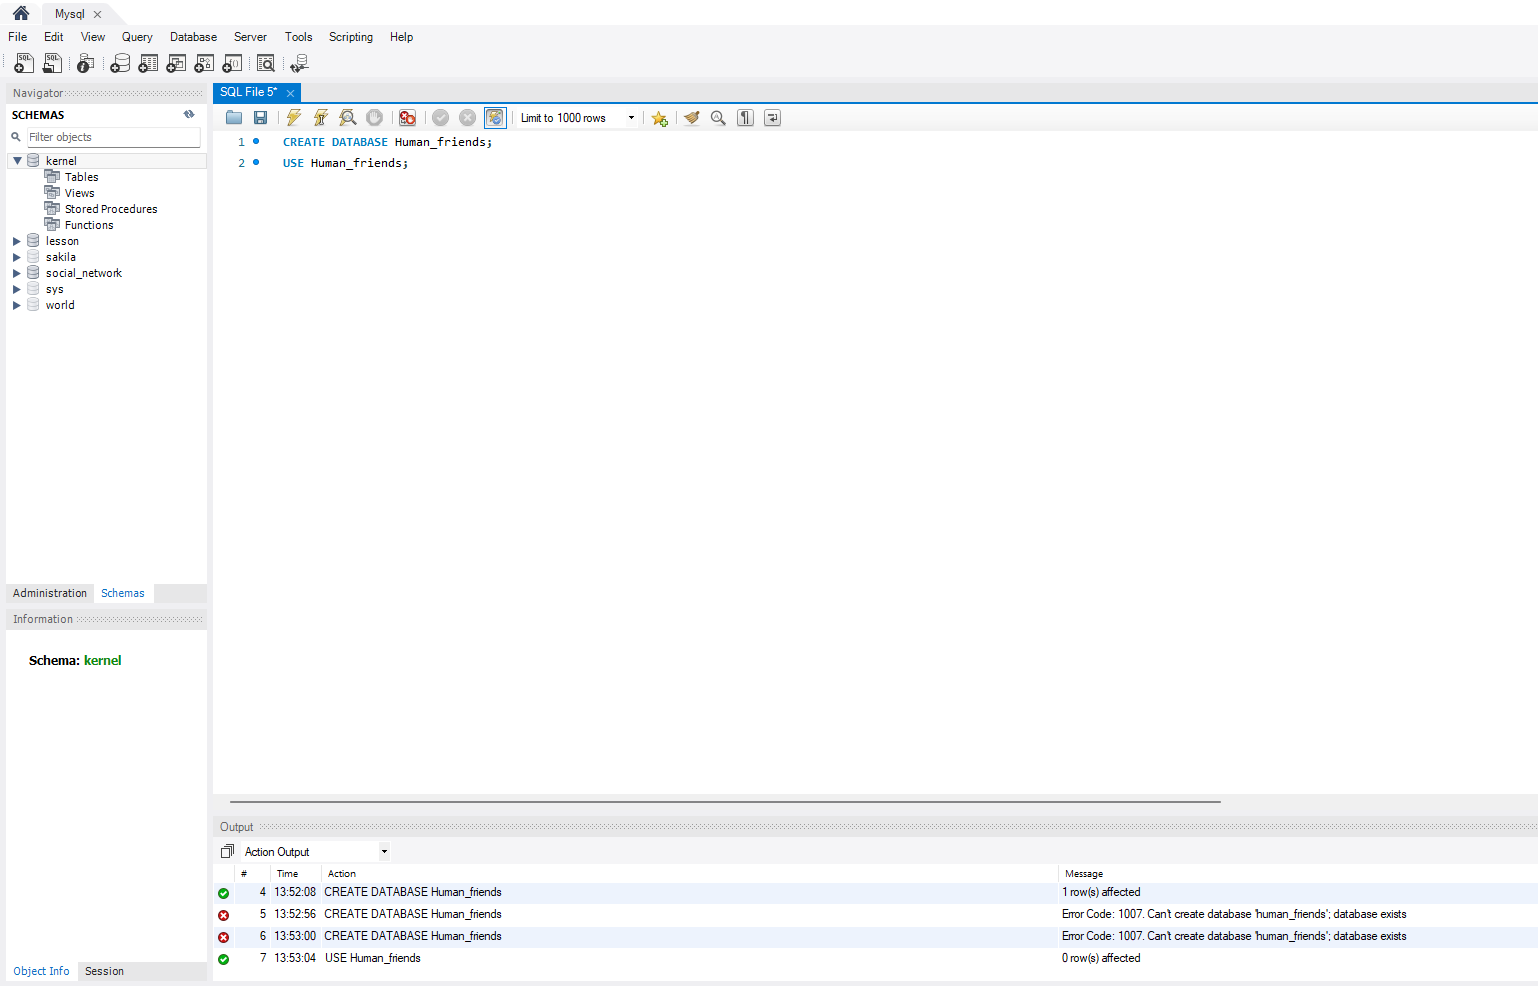 Mysql
File Edit View Query Database Server Tools Scripting Help
Navigator
SCHEMAS
Filter objects
kernel
Tables
Views
Stored Procedures
Functions
lesson
sakila
social_network
sys
world
Administration Schemas
Information
Schema: kernel
Object Info Session
SQL File 5*
Limit to 1000 rows
1 CREATE DATABASE Human_friends;
2 USE Human_friends;
Output
Action Output
# Time Action Message
4 13:52:08 CREATE DATABASE Human_friends 1 row(s) affected
5 13:52:56 CREATE DATABASE Human_friends Error Code: 1007. Can't create database 'human_friends'; database exists
6 13:53:00 CREATE DATABASE Human_friends Error Code: 1007. Can't create database 'human_friends'; database exists
7 13:53:04 USE Human_friends 0 row(s) affected